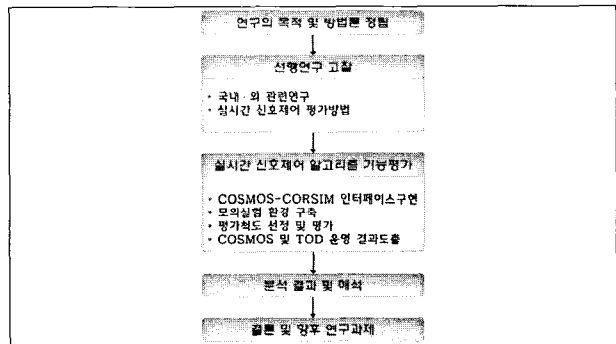 연구의 목적 및 방법론 정립
선행연구 고찰
• 국내·외 관련연구
• 실시간 신호제어 평가방법
실시간 신호제어 알고리즘 기능평가
• COSMOS-CORSIM 인터페이스구현
• 모의실험 환경 구축
• 평가척도 선정 및 평가
• COSMOS 및 TOD 운영 결과도출
분석 결과 및 해석
결론 및 향후 연구과제